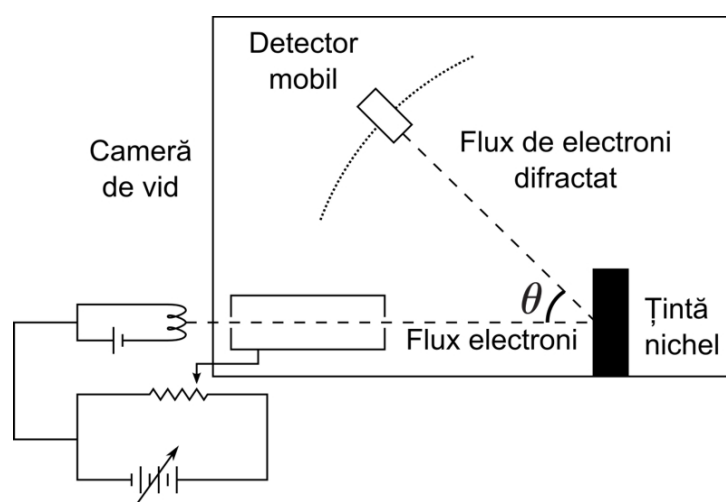 Detector
mobil
Cameră
de vid
Flux de electroni
difractat
θ
Flux electroni
Țintă
nichel